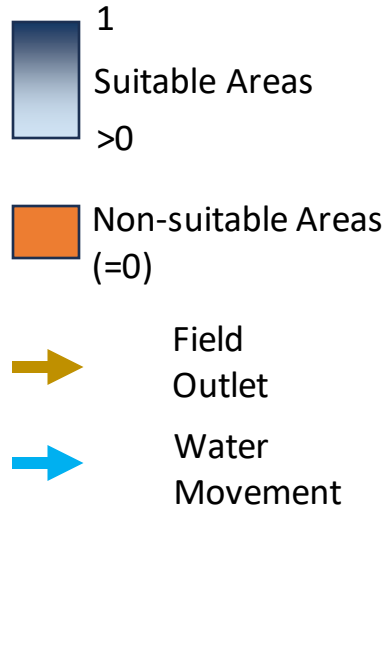 1
Suitable Areas
>0
Non-suitable Areas
(=0)
Field
Outlet
Water
Movement